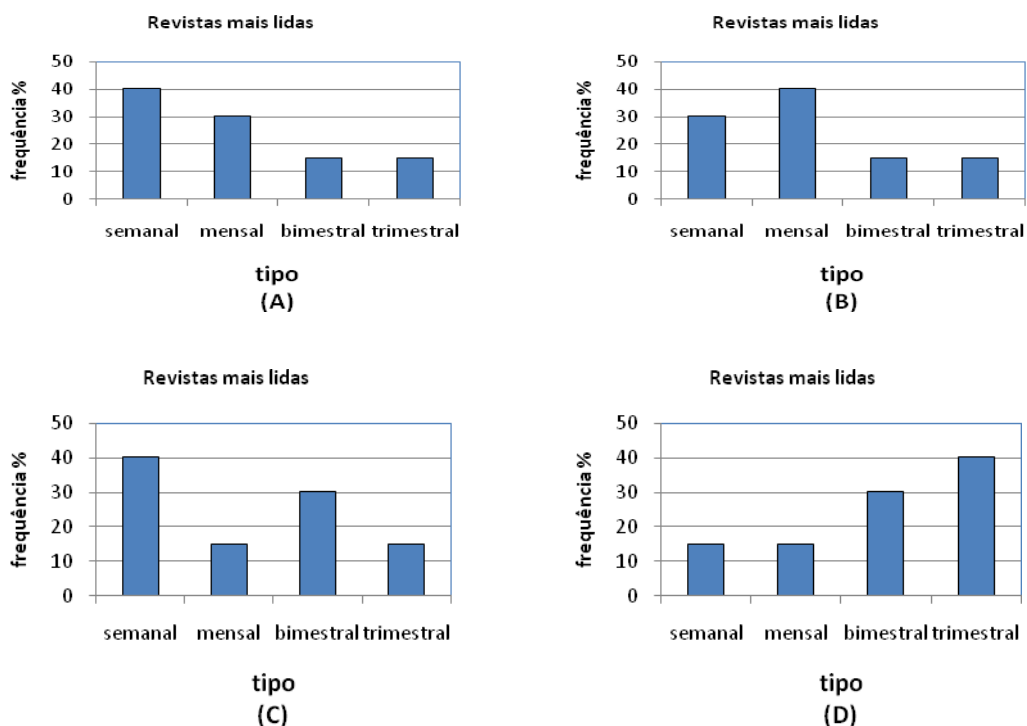 Revistas mais lidas
frequência %
50
40
30
20
10
0
semanal mensal bimestral trimestral
tipo
(A)
Revistas mais lidas
frequência %
50
40
30
20
10
0
semanal mensal bimestral trimestral
tipo
(B)
Revistas mais lidas
frequência %
50
40
30
20
10
0
semanal mensal bimestral trimestral
tipo
(C)
Revistas mais lidas
frequência %
50
40
30
20
10
0
semanal mensal bimestral trimestral
tipo
(D)